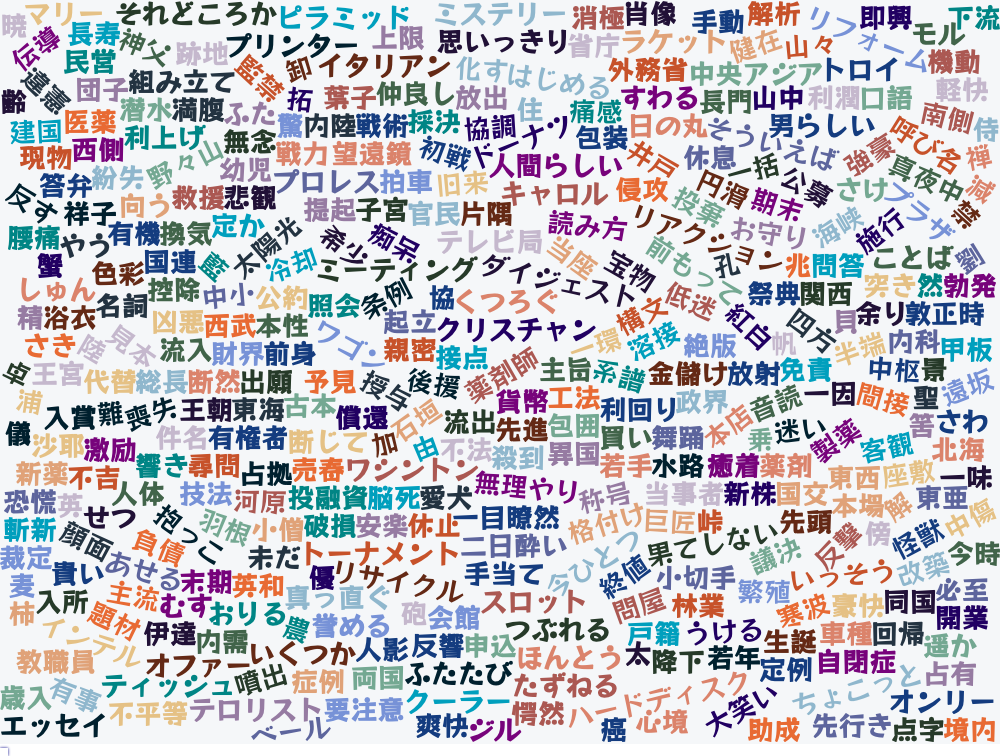 暁 マリー それどころか ピラミッド ミステリー 消極 肖像 手動 解析 リフォーム 即興 モル 下流
伝導 長寿 神父 跡地 プリンター 上限 思いっきり 省庁 ラケット 健在 山々 機動
民営 違憲 団子 組み立て 監禁 卸 イタリアン 化す はじめる 外務省 中央アジア トロイ 軽快
齢 潜水 満腹 ふた 拓 葉子 仲良し 放出 住 痛感 すわる 長門 山中 利潤 口語 南側 侍
建国 医薬 利上げ 無念 驚 内陸 戦術 採決 協調 ドーナツ 包装 日の丸 そういえば 男らしい 呼び名 禅
現物 西側 紛失 野々山 幼児 戦力 望遠鏡 初戦 人間らしい 井戸 休息 一括 公募 強豪 真夜中 減
反す 答弁 祥子 向う 救援 悲観 プロレス 拍車 旧来 キャロル 侵攻 投棄 円滑 期末 さけ プラザ 禁
腰痛 やう 有機 換気 定か 提起 子宮 官民 片隅 読み方 リアクション お守り 海峡 施行
蟹 色彩 国連 藍 太陽光 冷却 希少 痴呆 テレビ局 当座 宝物 前もって 孔 兆 問答 ことば 劉
しゅん 名詞 控除 中小 公約 照会 条例 ミーティング ダイジェスト 協 くつろぐ 低迷 祭典 関西 突き 然 勃発
精 浴衣 凶悪 西武 本性 ワゴン 起立 クリスチャン 構文 紅白 四方 貝 余り 敦 正時
さき 陸 見本 流入 財界 前身 親密 接点 一環 溶接 絶版 帆 半端 内科 甲板
卓 王宮 代替 総長 断然 出願 予見 授与 後援 薬剤師 主旨 系譜 金儲け 放射 免責 中枢 景
浦 入賞 難 喪失 王朝 東海 古本 償還 石垣 流出 貨幣 工法 利回り 政界 音読 一因 間接 聖 遠坂
儀 沙耶 激励 件名 有権者 断じて 加 由 不法 先進 包囲 買い 舞踊 本店 乗 迷い 製薬 客観 答 さわ
新薬 不吉 響き 尋問 占拠 売春 ワシントン 殺到 異国 若手 水路 癒着 薬剤 東西 座敷 北海 一味
恐慌 英 人体 技法 河原 投融資 脳死 愛犬 無理やり 称号 当事者 新株 国交 本場 解 東亜
斬新 せつ 抱っこ 羽根 小僧 破損 安楽 休止 一目瞭然 格付け 巨匠 峠 先頭 傍 怪獣 中傷
裁定 顔面 負債 未だ トーナメント 二日酔い 今ひとつ 果てしない 議決 反撃 改築 今時
麦 貴い あせる 末期 英和 優 リサイクル 手当て 終値 小切手 繁殖 いっそう 必至
柿 入所 題材 主流 むす おりる 真っ直ぐ 砲 会館 スロット 問屋 林業 寒波 豪快 同国 開業
インテル 伊達 内需 農 誉める 人影 反響 申込 つぶれる 戸籍 うける 生誕 車種 回帰 遥か
教職員 オファー いくつか 噴出 症例 両国 ふたたび ほんとう 太 降下 若年 定例 自閉症 占有
歳入 有事 ティッシュ テロリスト 要注意 クーラー たずねる ハードディスク 大笑い ちょこっと オンリー
エッセイ 不平等 ベール 爽快 ジル 愕然 癌 心境 助成 先行き 点字 境内